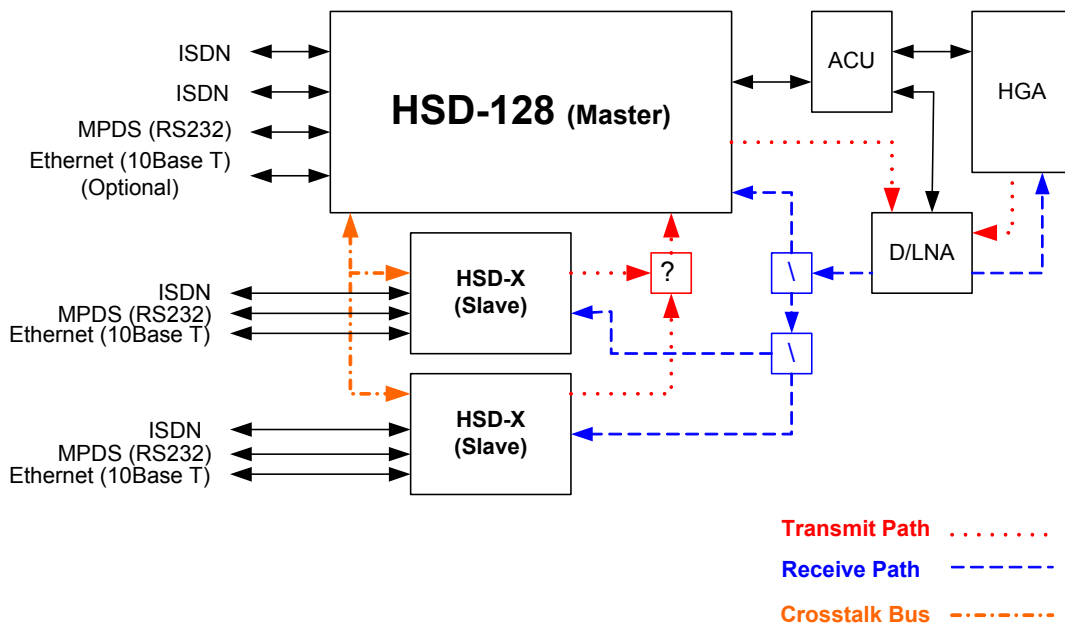 ISDN
ISDN
MPDS (RS232)
Ethernet (10Base T)
(Optional)
HSD-128 (Master)
ACU
HGA
D/LNA
HSD-X
(Slave)
?
\
\
ISDN
MPDS (RS232)
Ethernet (10Base T)
HSD-X
(Slave)
ISDN
MPDS (RS232)
Ethernet (10Base T)
Transmit Path
Receive Path
Crosstalk Bus